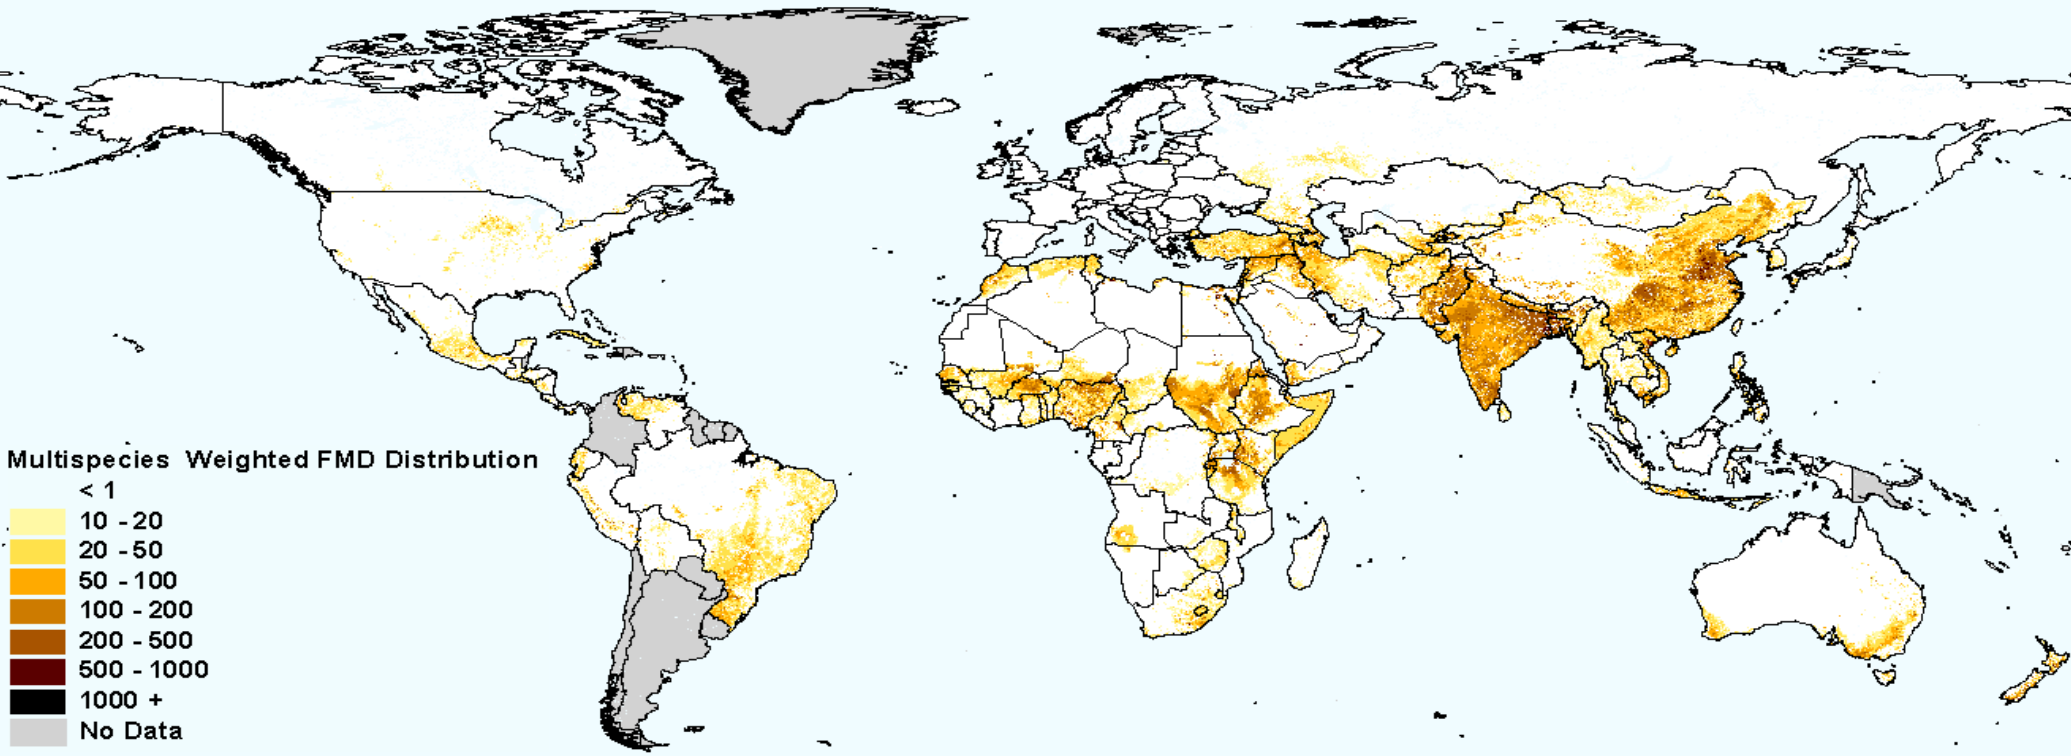 Multispecies Weighted FMD Distribution
< 1
10 - 20
20 - 50
50 - 100
100 - 200
200 - 500
500 - 1000
1000 +
No Data